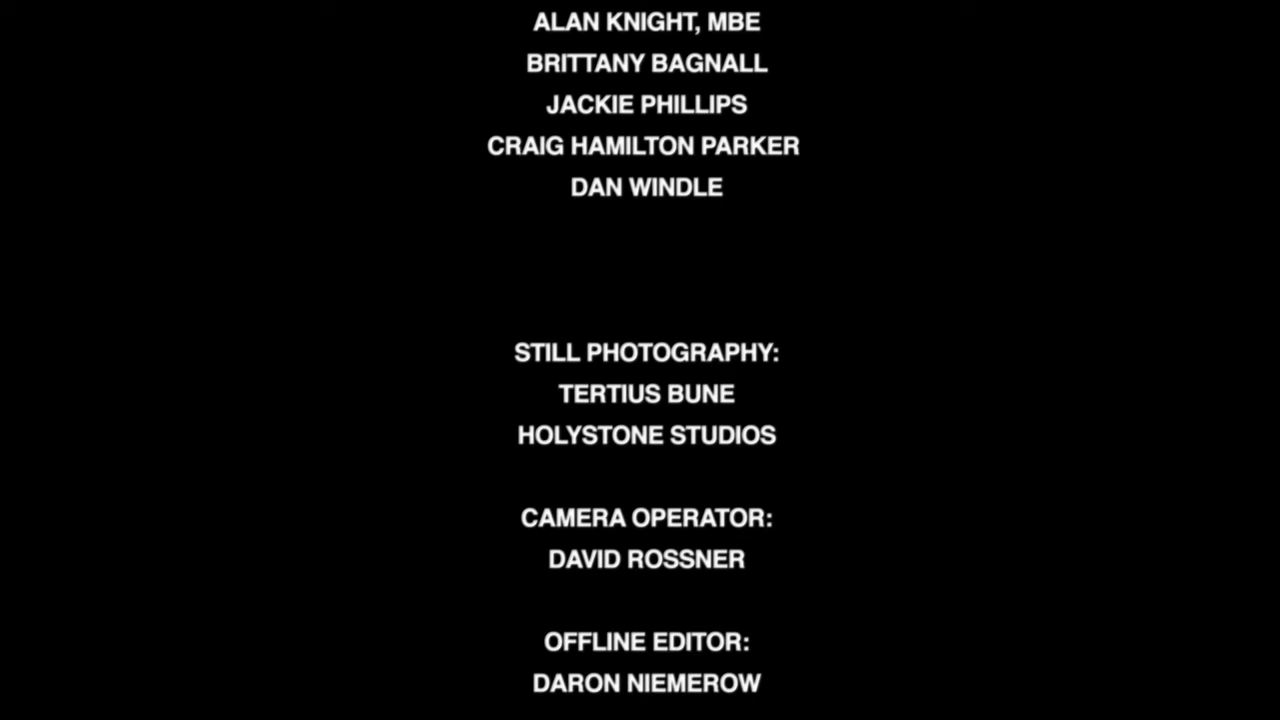 ALAN KNIGHT, MBE
BRITTANY BAGNALL
JACKIE PHILLIPS
CRAIG HAMILTON PARKER
DAN WINDLE
STILL PHOTOGRAPHY:
TERTIUS BUNE
HOLYSTONE STUDIOS
CAMERA OPERATOR:
DAVID ROSSNER
OFFLINE EDITOR:
DARON NIEMEROW